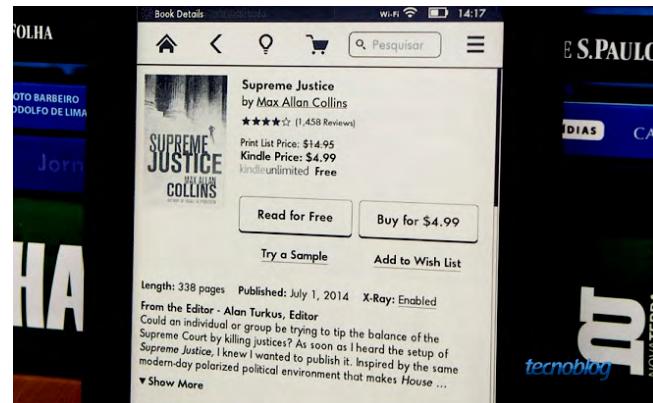 Book Details
Wi-Fi 14:17
Pesquisar
FOLHA
OTO BARBEIRO
ODOLFO DE LIMA
Jorn
HA
SUPREME
JUSTICE
MAX ALLAN
COLLINS
Supreme Justice
by Max Allan Collins
(1,458 Reviews)
Print List Price: $14.95
Kindle Price: $4.99
kindleunlimited Free
Read for Free
Buy for $4.99
Try a Sample
Add to Wish List
Length: 338 pages Published: July 1, 2014 X-Ray: Enabled
From the Editor - Alan Turkus, Editor
Could an individual or group be trying to tip the balance of the
Supreme Court by killing justices? As soon as I heard the setup of
Supreme Justice, I knew I wanted to publish it. Inspired by the same
modern-day polarized political environment that makes House ...
▾ Show More
E S.PAULO
DIAS
CA
NOVATERRA
tecnoblog